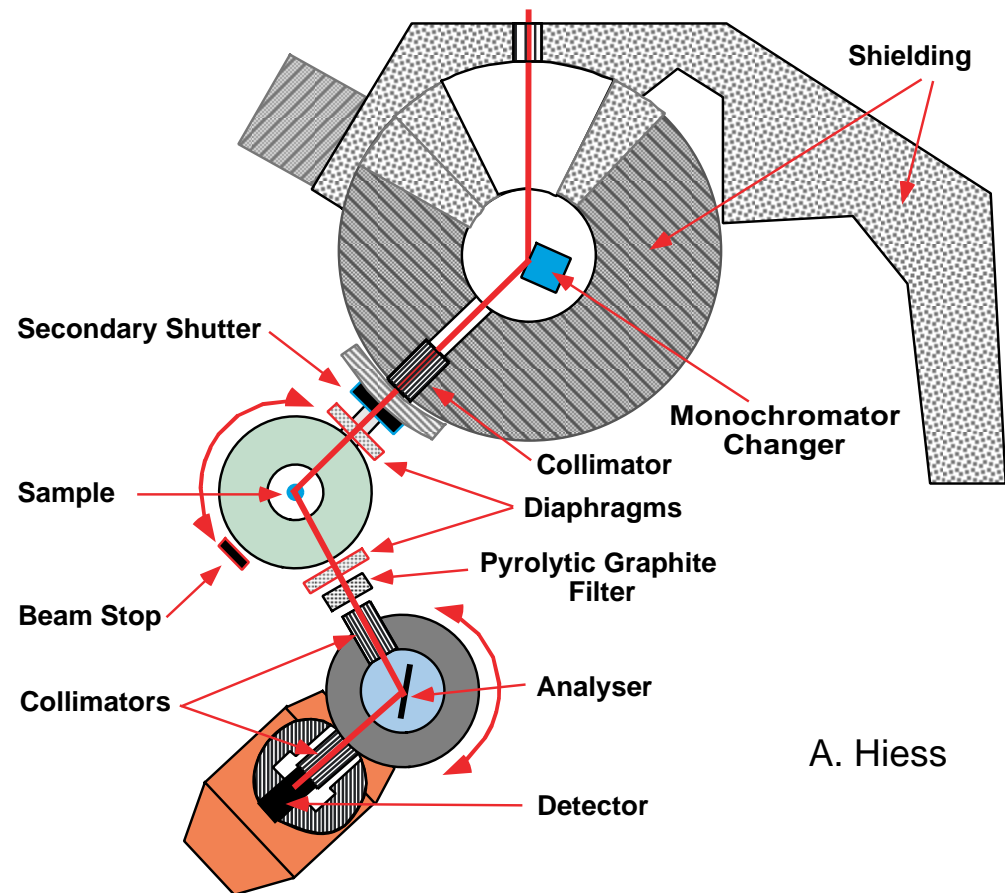 Shielding
Secondary Shutter
Monochromator
Changer
Collimator
Sample
Diaphragms
Pyrolytic Graphite
Filter
Beam Stop
Analyser
Collimators
A. Hiess
Detector